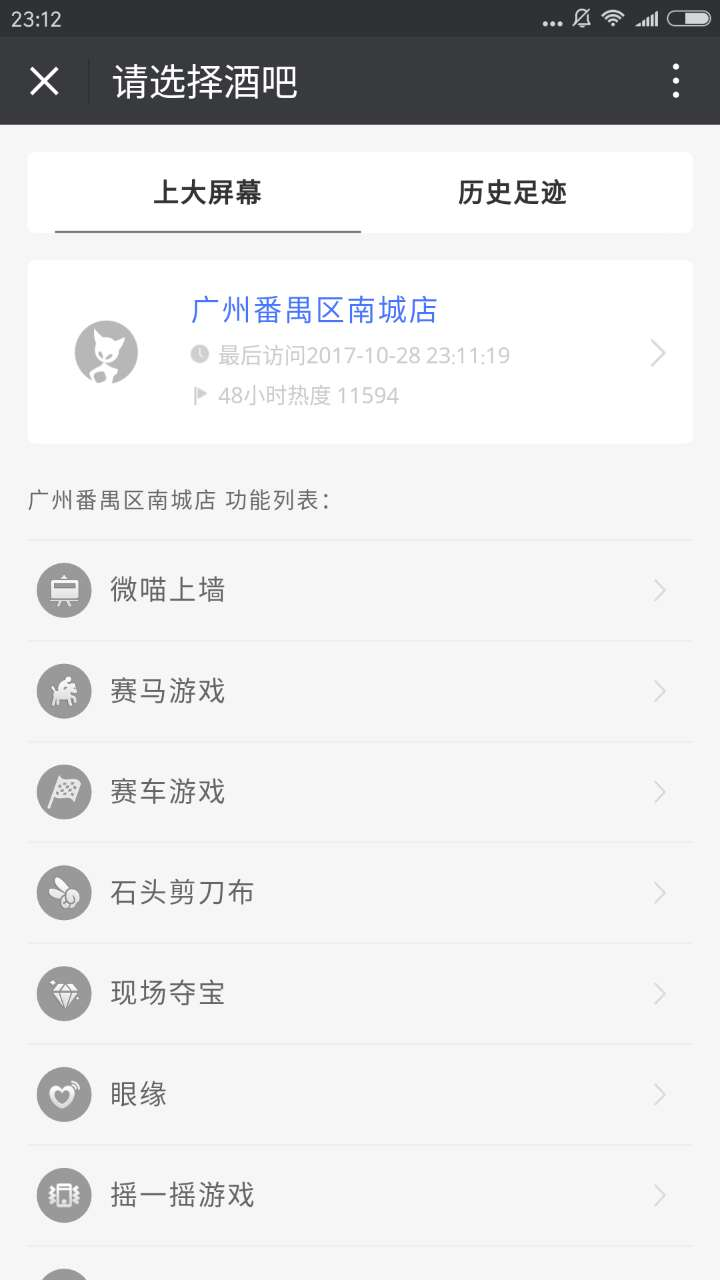 23:12
请选择酒吧
上大屏幕 历史足迹
广州番禺区南城店
最后访问2017-10-28 23:11:19
48小时热度 11594
广州番禺区南城店 功能列表：
微喵上墙
赛马游戏
赛车游戏
石头剪刀布
现场夺宝
眼缘
摇一摇游戏